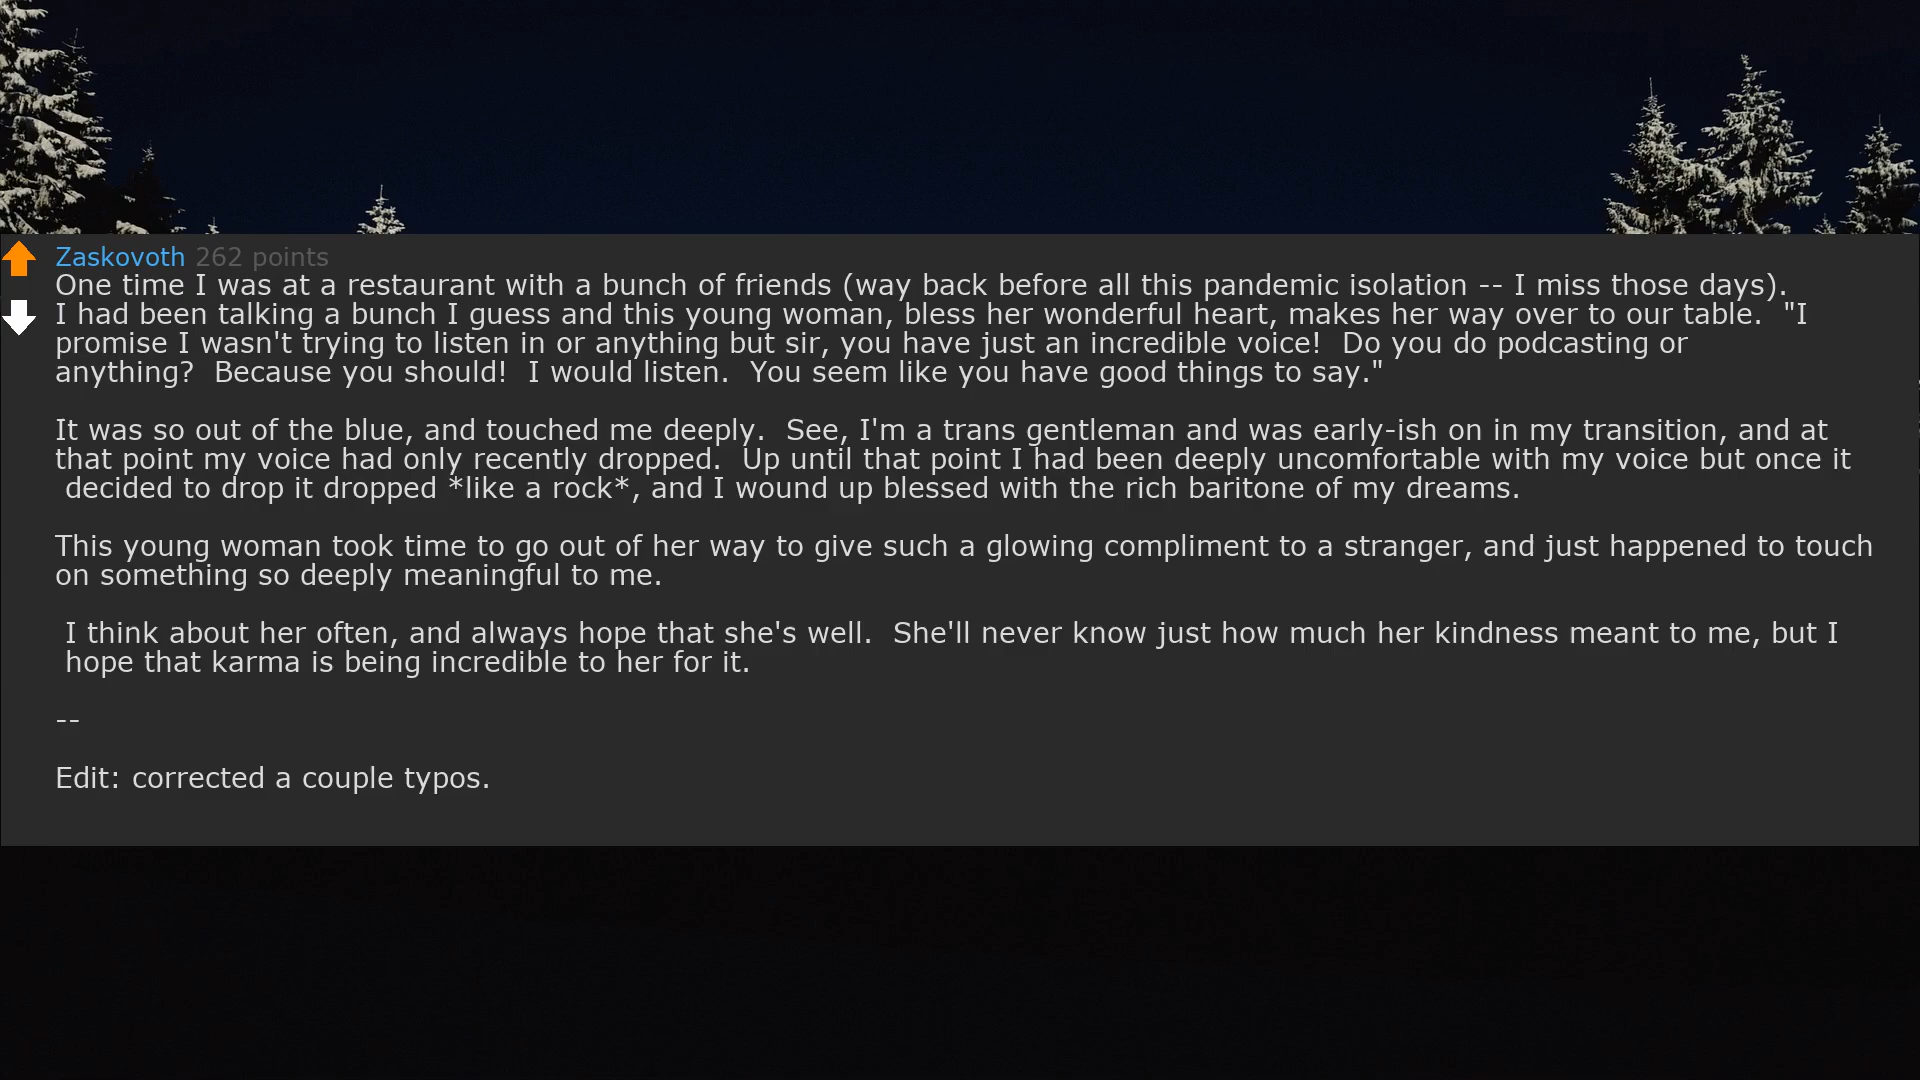 Zaskovoth 262 points
One time I was at a restaurant with a bunch of friends (way back before all this pandemic isolation -- I miss those days).
I had been talking a bunch I guess and this young woman, bless her wonderful heart, makes her way over to our table.  "I
promise I wasn't trying to listen in or anything but sir, you have just an incredible voice!  Do you do podcasting or
anything?  Because you should!  I would listen.  You seem like you have good things to say."
It was so out of the blue, and touched me deeply.  See, I'm a trans gentleman and was early-ish on in my transition, and at
that point my voice had only recently dropped.  Up until that point I had been deeply uncomfortable with my voice but once it
decided to drop it dropped *like a rock*, and I wound up blessed with the rich baritone of my dreams.
This young woman took time to go out of her way to give such a glowing compliment to a stranger, and just happened to touch
on something so deeply meaningful to me.
I think about her often, and always hope that she's well.  She'll never know just how much her kindness meant to me, but I
hope that karma is being incredible to her for it.
--
Edit: corrected a couple typos.